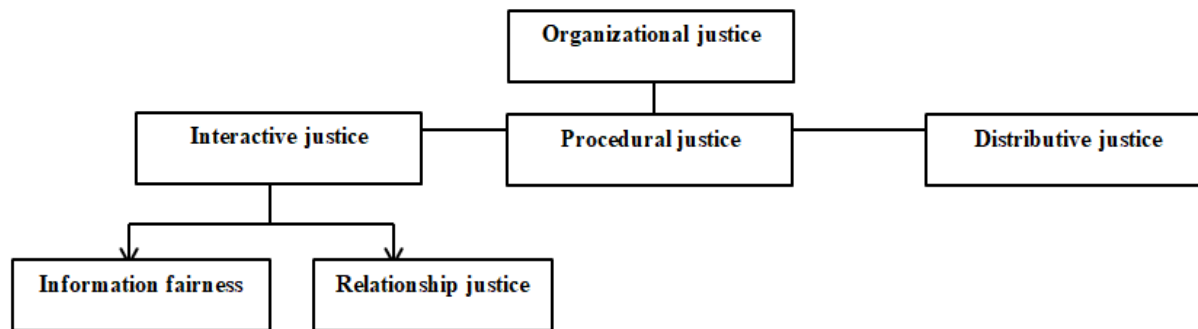 Organizational justice
Interactive justice
Procedural justice
Distributive justice
Information fairness
Relationship justice